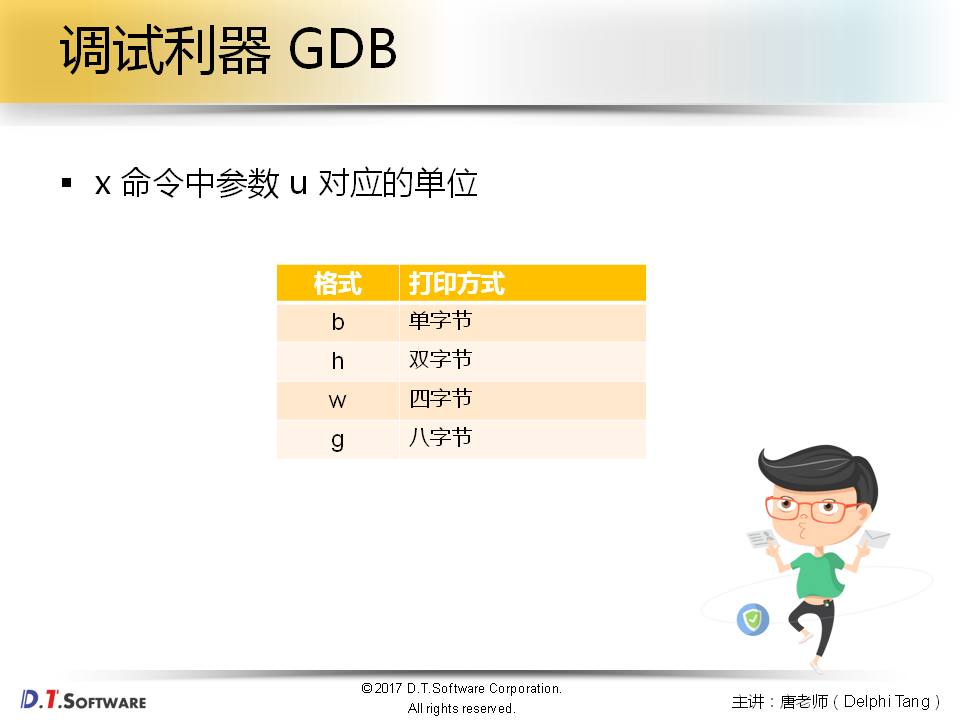 调试利器 GDB
▪ x 命令中参数 u 对应的单位
格式 打印方式
b 单字节
h 双字节
w 四字节
g 八字节
D.T.SOFTWARE
©2017 D.T.Software Corporation.
All rights reserved.
主讲：唐老师（Delphi Tang）